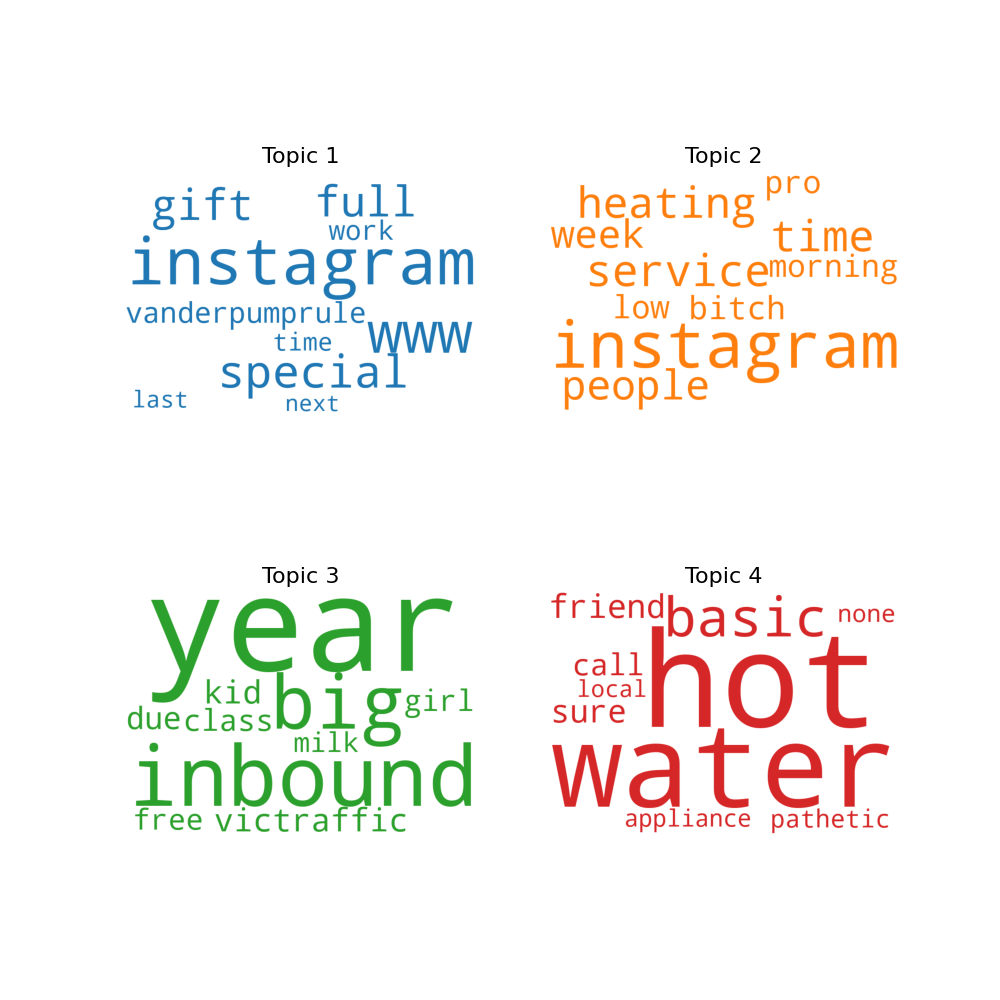 Topic 1
gift full
work
instagram
vanderpumprule
www
time
special
last
next
Topic 2
pro
heating
week time
service morning
low bitch
instagram
people
Topic 3
year
kid big girl
due class
milk
inbound
free victraffic
Topic 4
friend basic none
hot
call
local
sure
water
appliance pathetic